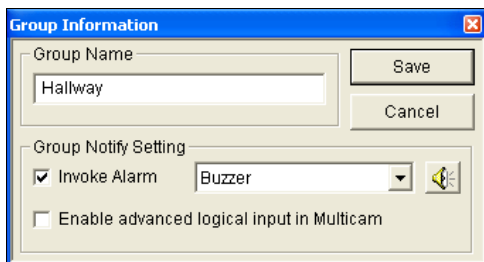 Group Information
Group Name
Hallway
Save
Cancel
Group Notify Setting
Invoke Alarm
Buzzer
Enable advanced logical input in Multicam